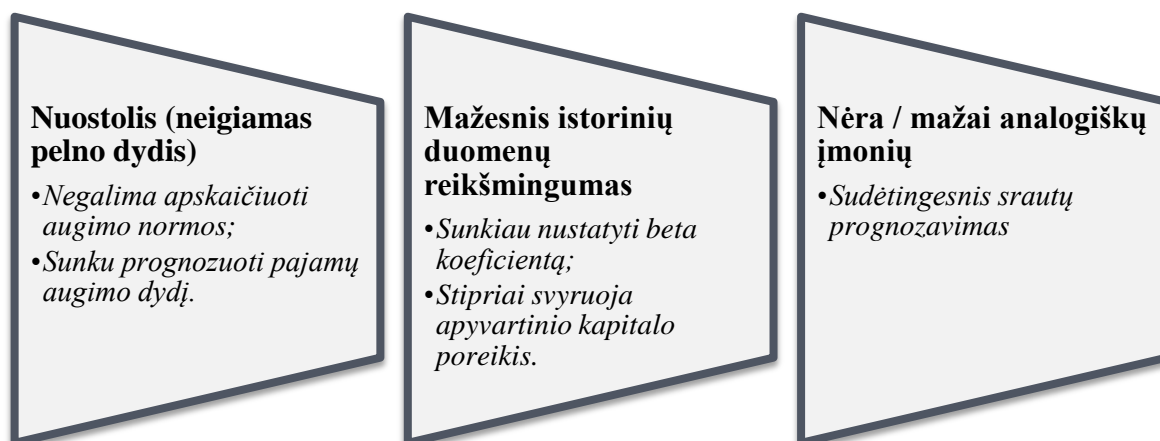 Nuostolis (neigiamas
pelno dydis)
•Negalima apskaičiuoti
augimo normos;
•Sunku prognozuoti pajamų
augimo dydį.
Mažesnis istorinių
duomenų
reikšmingumas
•Sunkiau nustatyti beta
koeficientą;
•Stipriai svyruoja
apyvartinio kapitalo
poreikis.
Nėra / mažai analogiškų
įmonių
•Sudėtingesnis srautų
prognozavimas